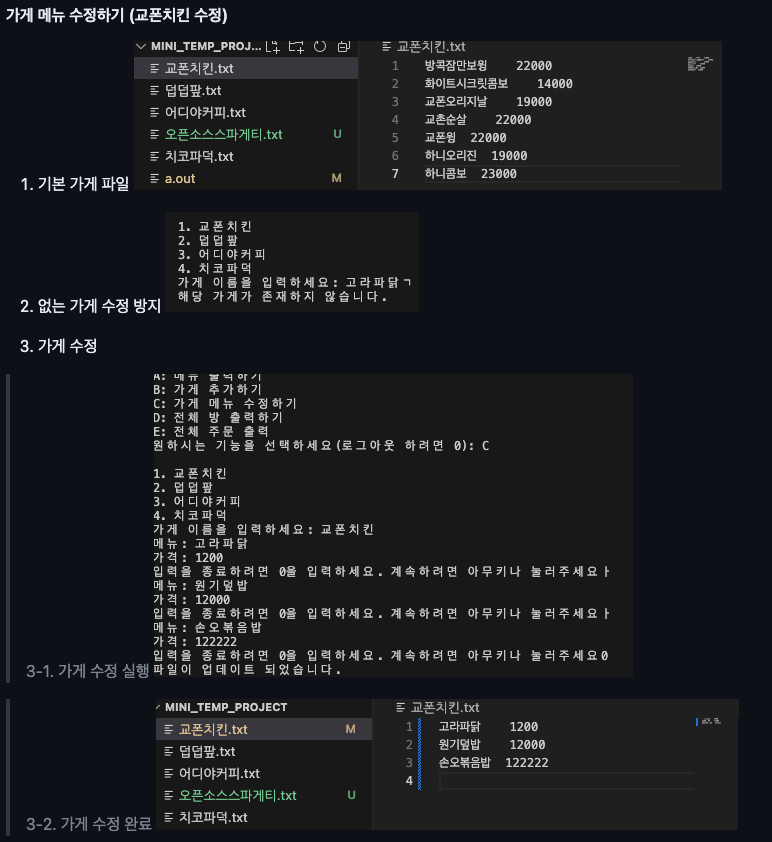 가게 메뉴 수정하기 (교폰치킨 수정)
MINI_TEMP_PROJ...
교폰치킨.txt
덥덥팦.txt
어디야커피.txt
오픈소스스파게티.txt U
치코파덕.txt
a.out M
교폰치킨.txt
1 방콕잠만보윙 22000
2 화이트시크릿콤보 14000
3 교폰오리지날 19000
4 교촌순살 22000
5 교폰윙 22000
6 하니오리진 19000
7 하니콤보 23000
1. 기본 가게 파일
1. 교폰치킨
2. 덥덥팦
3. 어디야커피
4. 치코파덕
가게 이름을 입력하세요: 고라파닭ㄱ
해당 가게가 존재하지 않습니다.
2. 없는 가게 수정 방지
3. 가게 수정
A: 메뉴 출력하기
B: 가게 추가하기
C: 가게 메뉴 수정하기
D: 전체 방 출력하기
E: 전체 주문 출력
원하시는 기능을 선택하세요(로그아웃 하려면 0): C
1. 교폰치킨
2. 덥덥팦
3. 어디야커피
4. 치코파덕
가게 이름을 입력하세요: 교폰치킨
메뉴: 고라파닭
가격: 1200
입력을 종료하려면 0을 입력하세요. 계속하려면 아무키나 눌러주세요ㅏ
메뉴: 원기덮밥
가격: 12000
입력을 종료하려면 0을 입력하세요. 계속하려면 아무키나 눌러주세요ㅏ
메뉴: 손오볶음밥
가격: 122222
입력을 종료하려면 0을 입력하세요. 계속하려면 아무키나 눌러주세요0
파일이 업데이트 되었습니다.
3-1. 가게 수정 실행
MINI_TEMP_PROJECT
교폰치킨.txt M
덥덥팦.txt
어디야커피.txt
오픈소스스파게티.txt U
치코파덕.txt
교폰치킨.txt
1 고라파닭 1200
2 원기덮밥 12000
3 손오볶음밥 122222
4
3-2. 가게 수정 완료